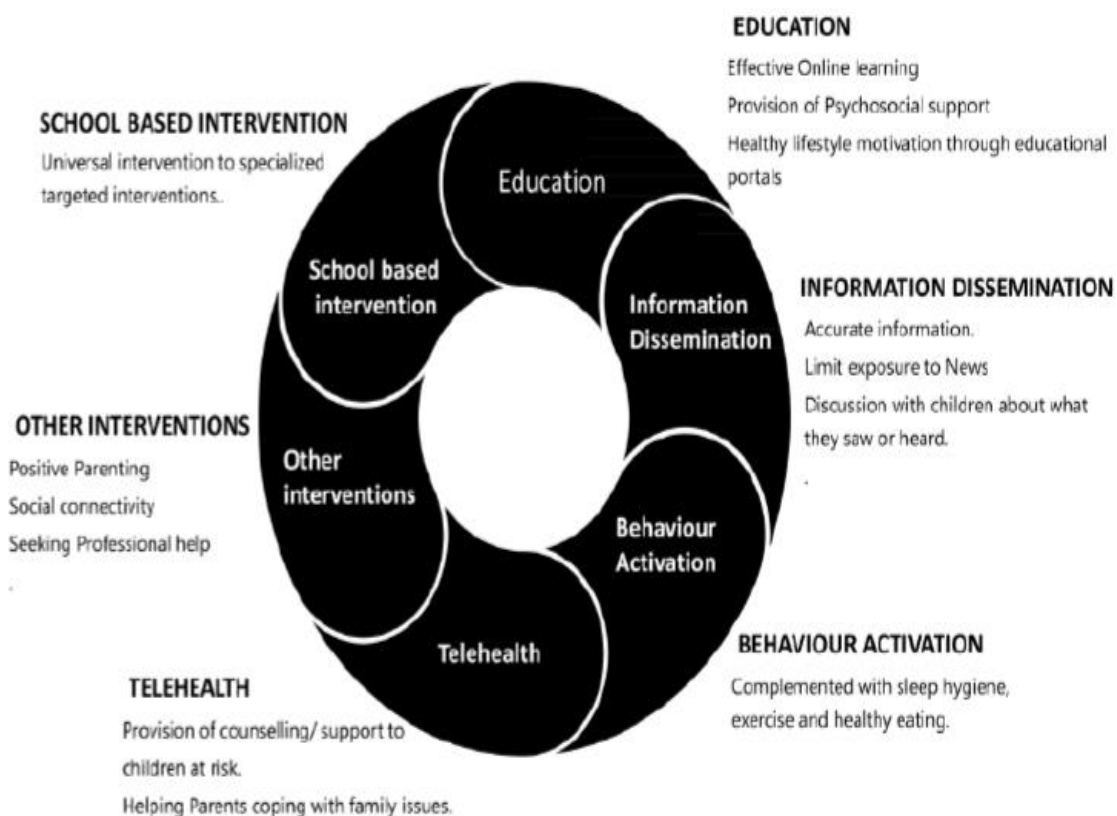 EDUCATION
Effective Online learning
Provision of Psychosocial support
Healthy lifestyle motivation through educational
portals
SCHOOL BASED INTERVENTION
Universal intervention to specialized
targeted interventions..
Education
School based
intervention
Information
Dissemination
INFORMATION DISSEMINATION
Accurate information.
Limit exposure to News
Discussion with children about what
they saw or heard.
.
OTHER INTERVENTIONS
Positive Parenting
Social connectivity
Seeking Professional help
.
Other
interventions
Behaviour
Activation
Telehealth
BEHAVIOUR ACTIVATION
Complemented with sleep hygiene,
exercise and healthy eating.
TELEHEALTH
Provision of counselling/ support to
children at risk.
Helping Parents coping with family issues.